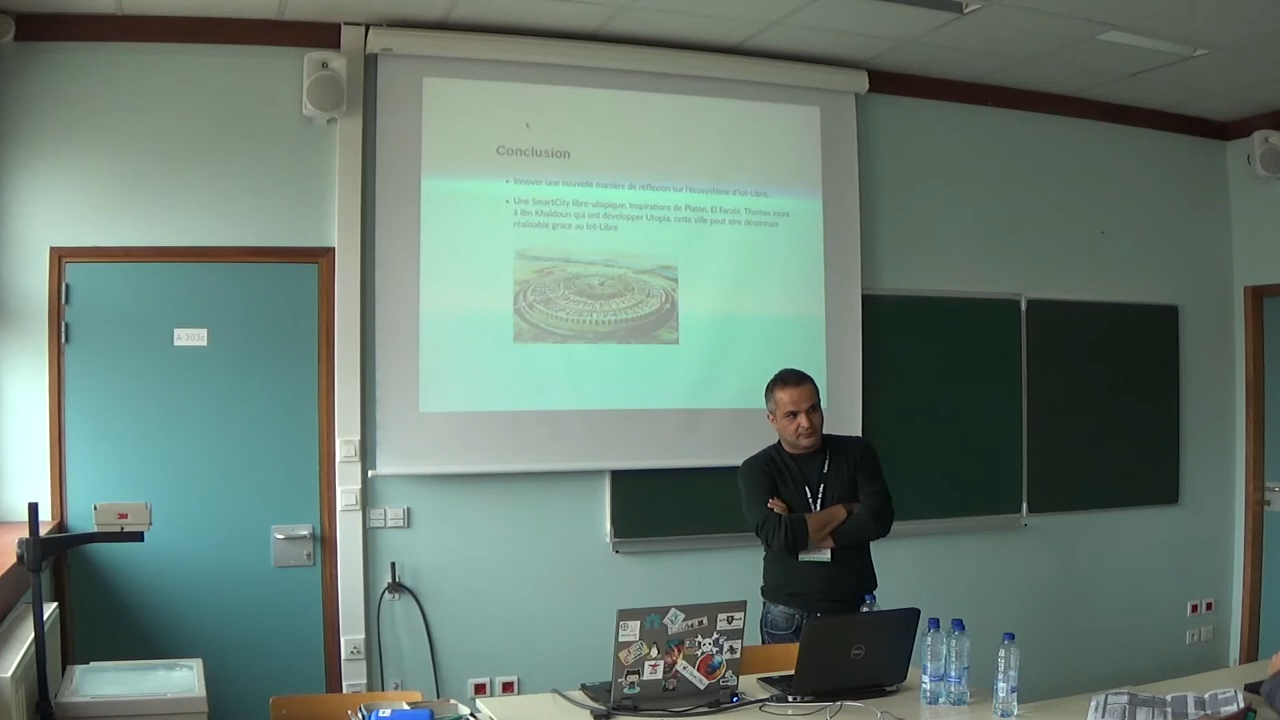 Conclusion
• Innover une nouvelle manière de réflexion sur l'écosystème d'Iot-Libre.
• Une SmartCity libre-utopique: Inspirations de Platon, El Farabi, Thomas more
à Ibn Khaldoun qui ont développer Utopia, cette ville peut etre désormais
réalisable grace au Iot-Libre
A 303c
3M
DELL